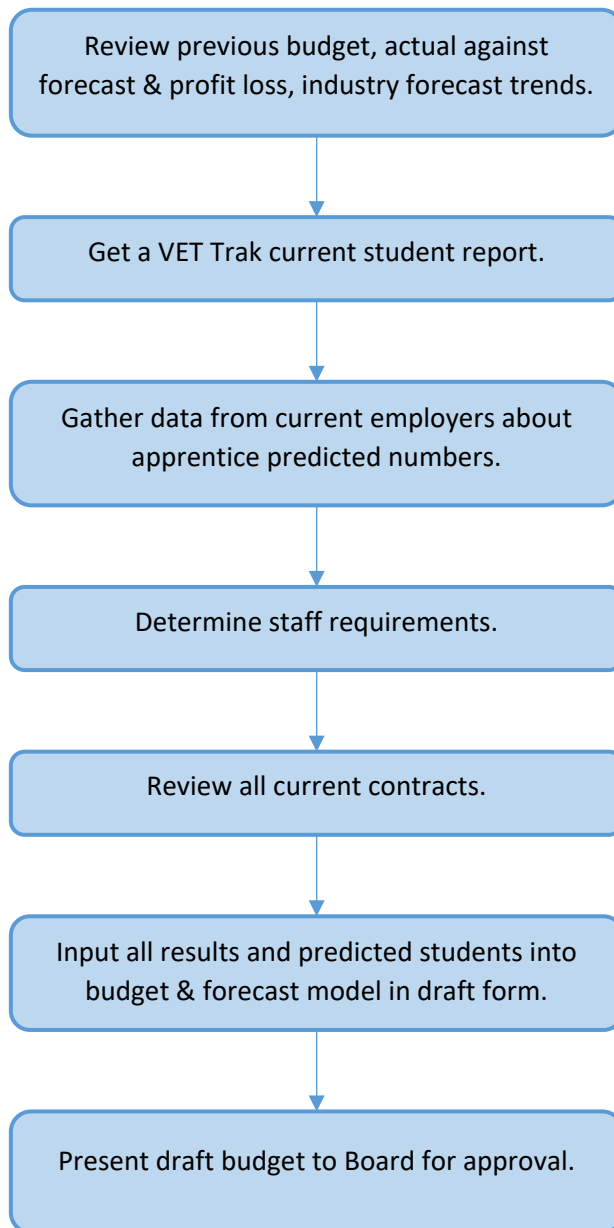 Review previous budget, actual against
forecast & profit loss, industry forecast trends.
Get a VET Trak current student report.
Gather data from current employers about
apprentice predicted numbers.
Determine staff requirements.
Review all current contracts.
Input all results and predicted students into
budget & forecast model in draft form.
Present draft budget to Board for approval.